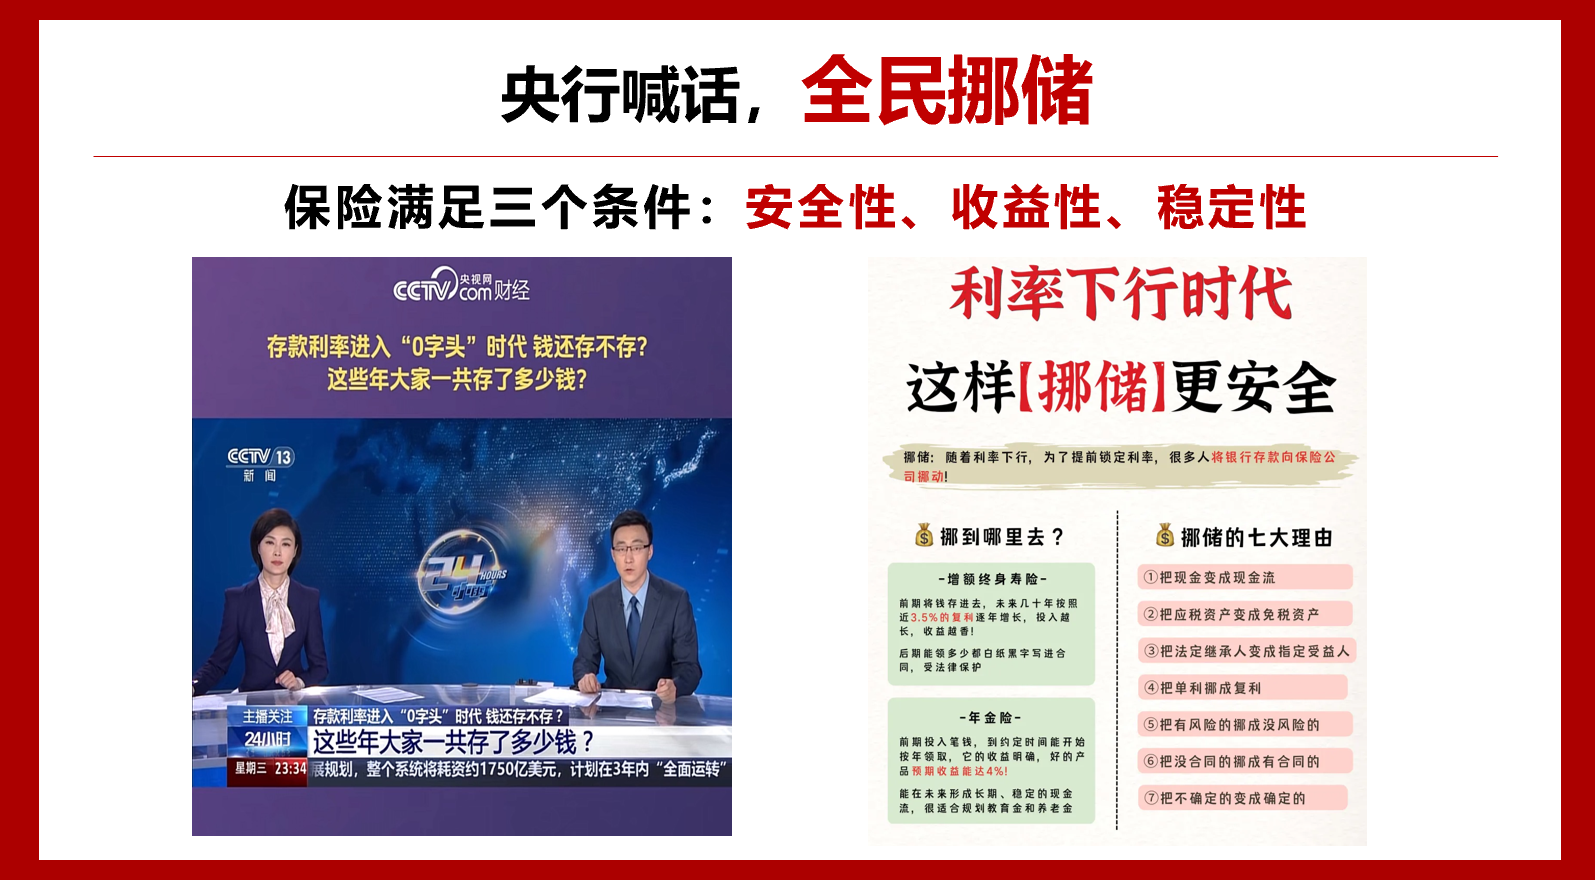 央行喊话，全民挪储
保险满足三个条件：安全性、收益性、稳定性
CCTV com 央视网 财经
存款利率进入“0字头”时代 钱还存不存？
这些年大家一共存了多少钱？
CCTV 13
新闻
24 HOURS
主播关注 存款利率进入“0字头”时代 钱还存不存？
24小时 这些年大家一共存了多少钱？
星期三 23:34 展规划，整个系统将耗资约1750亿美元，计划在3年内“全面运转”
利率下行时代
这样【挪储】更安全
挪储：随着利率下行，为了提前锁定利率，很多人将银行存款向保险公
司挪动！
挪到哪里去？
-增额终身寿险-
前期将钱存进去，未来几十年按照
近3.5%的复利逐年增长，投入越
长，收益越香！
后期能领多少都白纸黑字写进合
同，受法律保护
-年金险-
前期投入笔钱，到约定时间能开始
按年领取，它的收益明确，好的产
品预期收益能达4%！
能在未来形成长期、稳定的现金
流，很适合规划教育金和养老金
挪储的七大理由
①把现金变成现金流
②把应税资产变成免税资产
③把法定继承人变成指定受益人
④把单利挪成复利
⑤把有风险的挪成没风险的
⑥把没合同的挪成有合同的
⑦把不确定的变成确定的